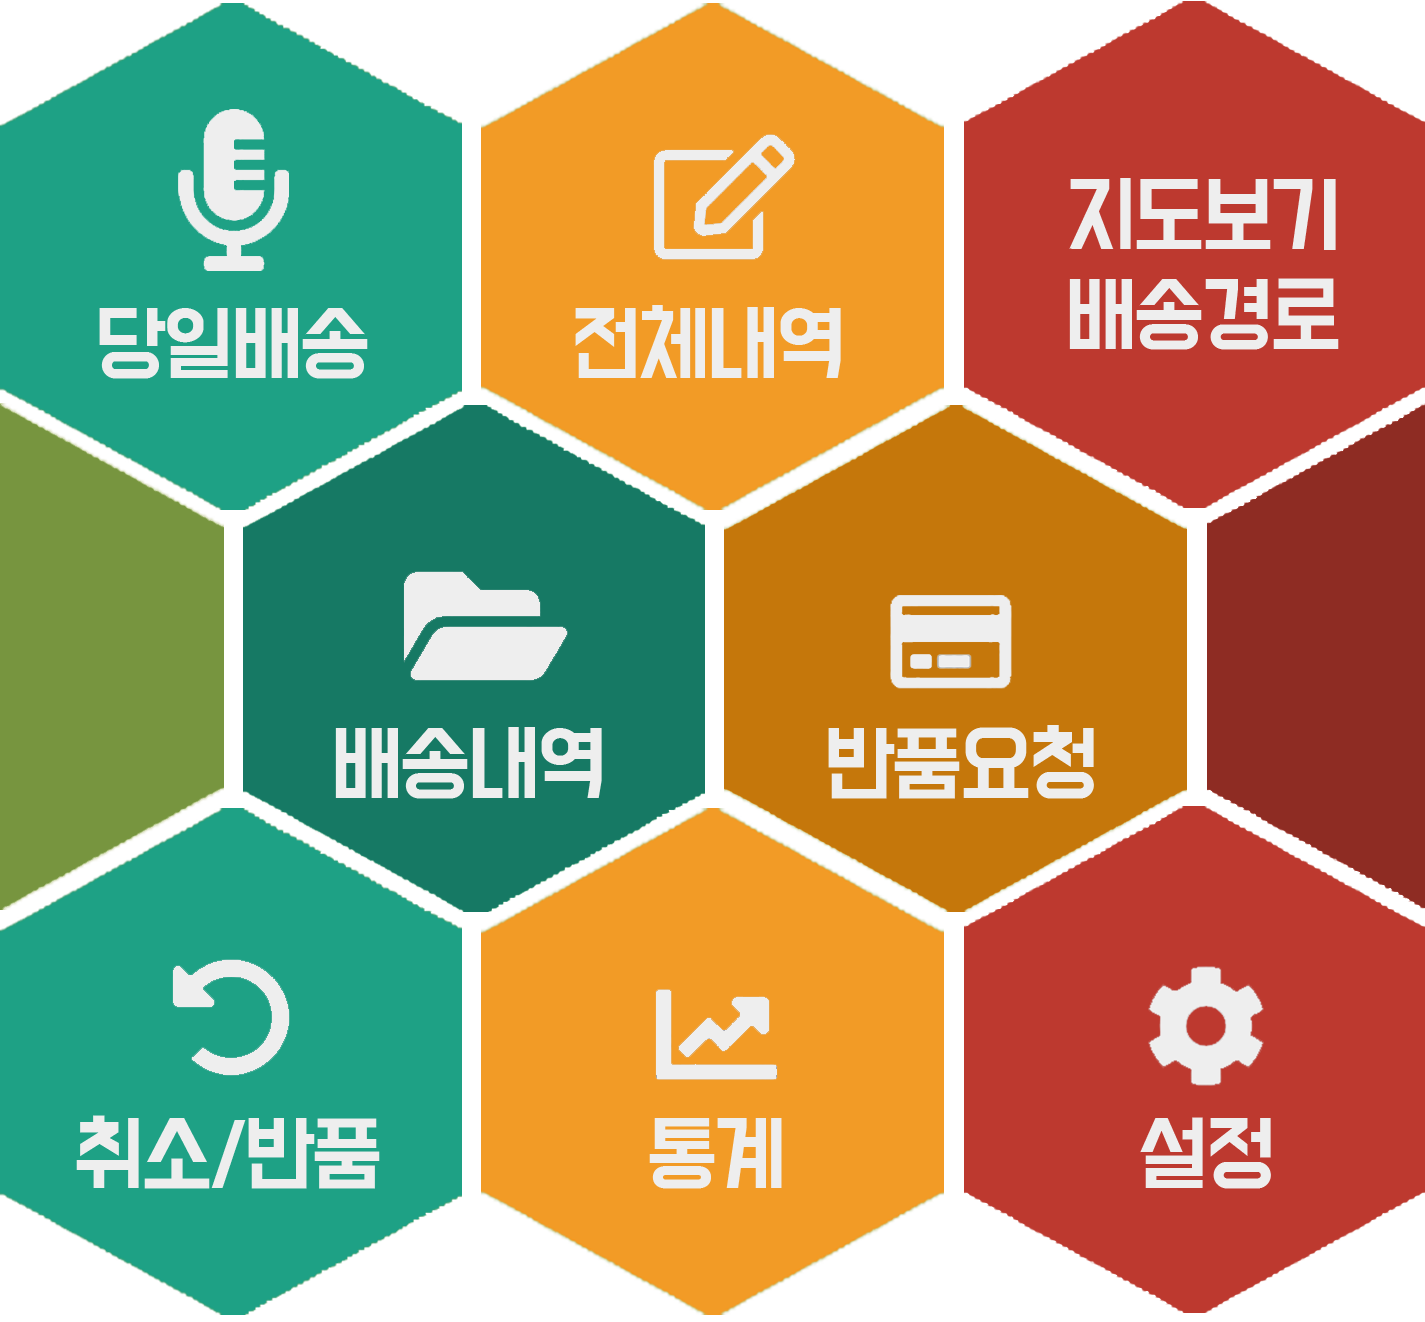 당일배송
전체내역
지도보기
배송경로
배송내역
반품요청
취소/반품
통계
설정